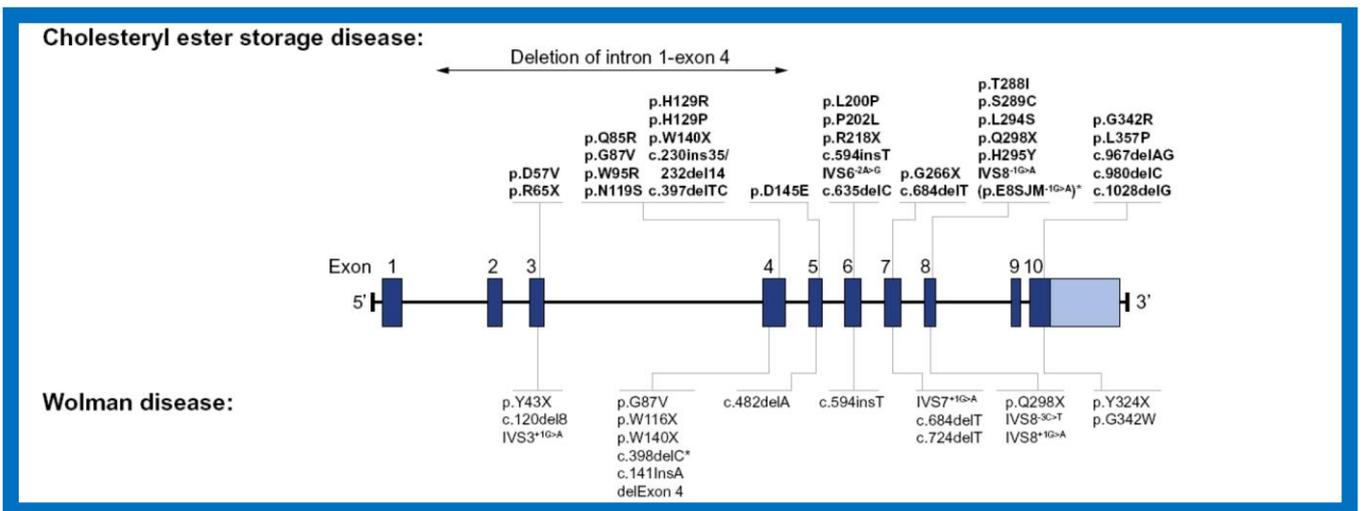 Cholesteryl ester storage disease:
Deletion of intron 1-exon 4
p.D57V
p.R65X
p.Q85R
p.G87V
p.W95R
p.N119S
p.H129R
p.H129P
p.W140X
c.230ins35/
232del14
c.397delTC
p.D145E
p.L200P
p.P202L
p.R218X
c.594insT
IVS6-2A>G
c.635delC
p.G266X
c.684delT
p.T288I
p.S289C
p.L294S
p.Q298X
p.H295Y
IVS8-1G>A
(p.E8SJM-1G>A)*
p.G342R
p.L357P
c.967delAG
c.980delC
c.1028delG
Exon 1 2 3 4 5 6 7 8 9 10
5' 3'
Wolman disease:
p.Y43X
c.120del8
IVS3+1G>A
p.G87V
p.W116X
p.W140X
c.398delC*
c.141InsA
delExon 4
c.482delA
c.594insT
IVS7+1G>A
c.684delT
c.724delT
p.Q298X
IVS8-3C>T
IVS8+1G>A
p.Y324X
p.G342W